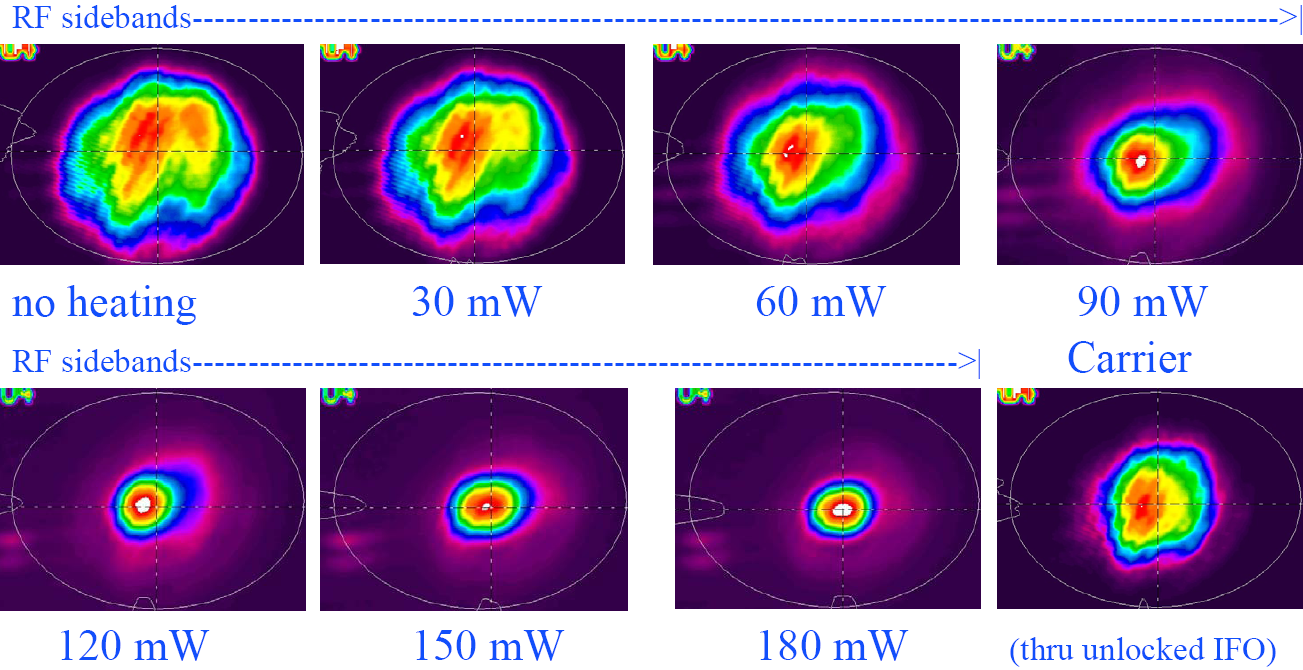 RF sidebands------------------------------------------------------------------------------------------------>|
no heating
30 mW
60 mW
90 mW
RF sidebands--------------------------------------------------------------------->|
Carrier
120 mW
150 mW
180 mW
(thru unlocked IFO)